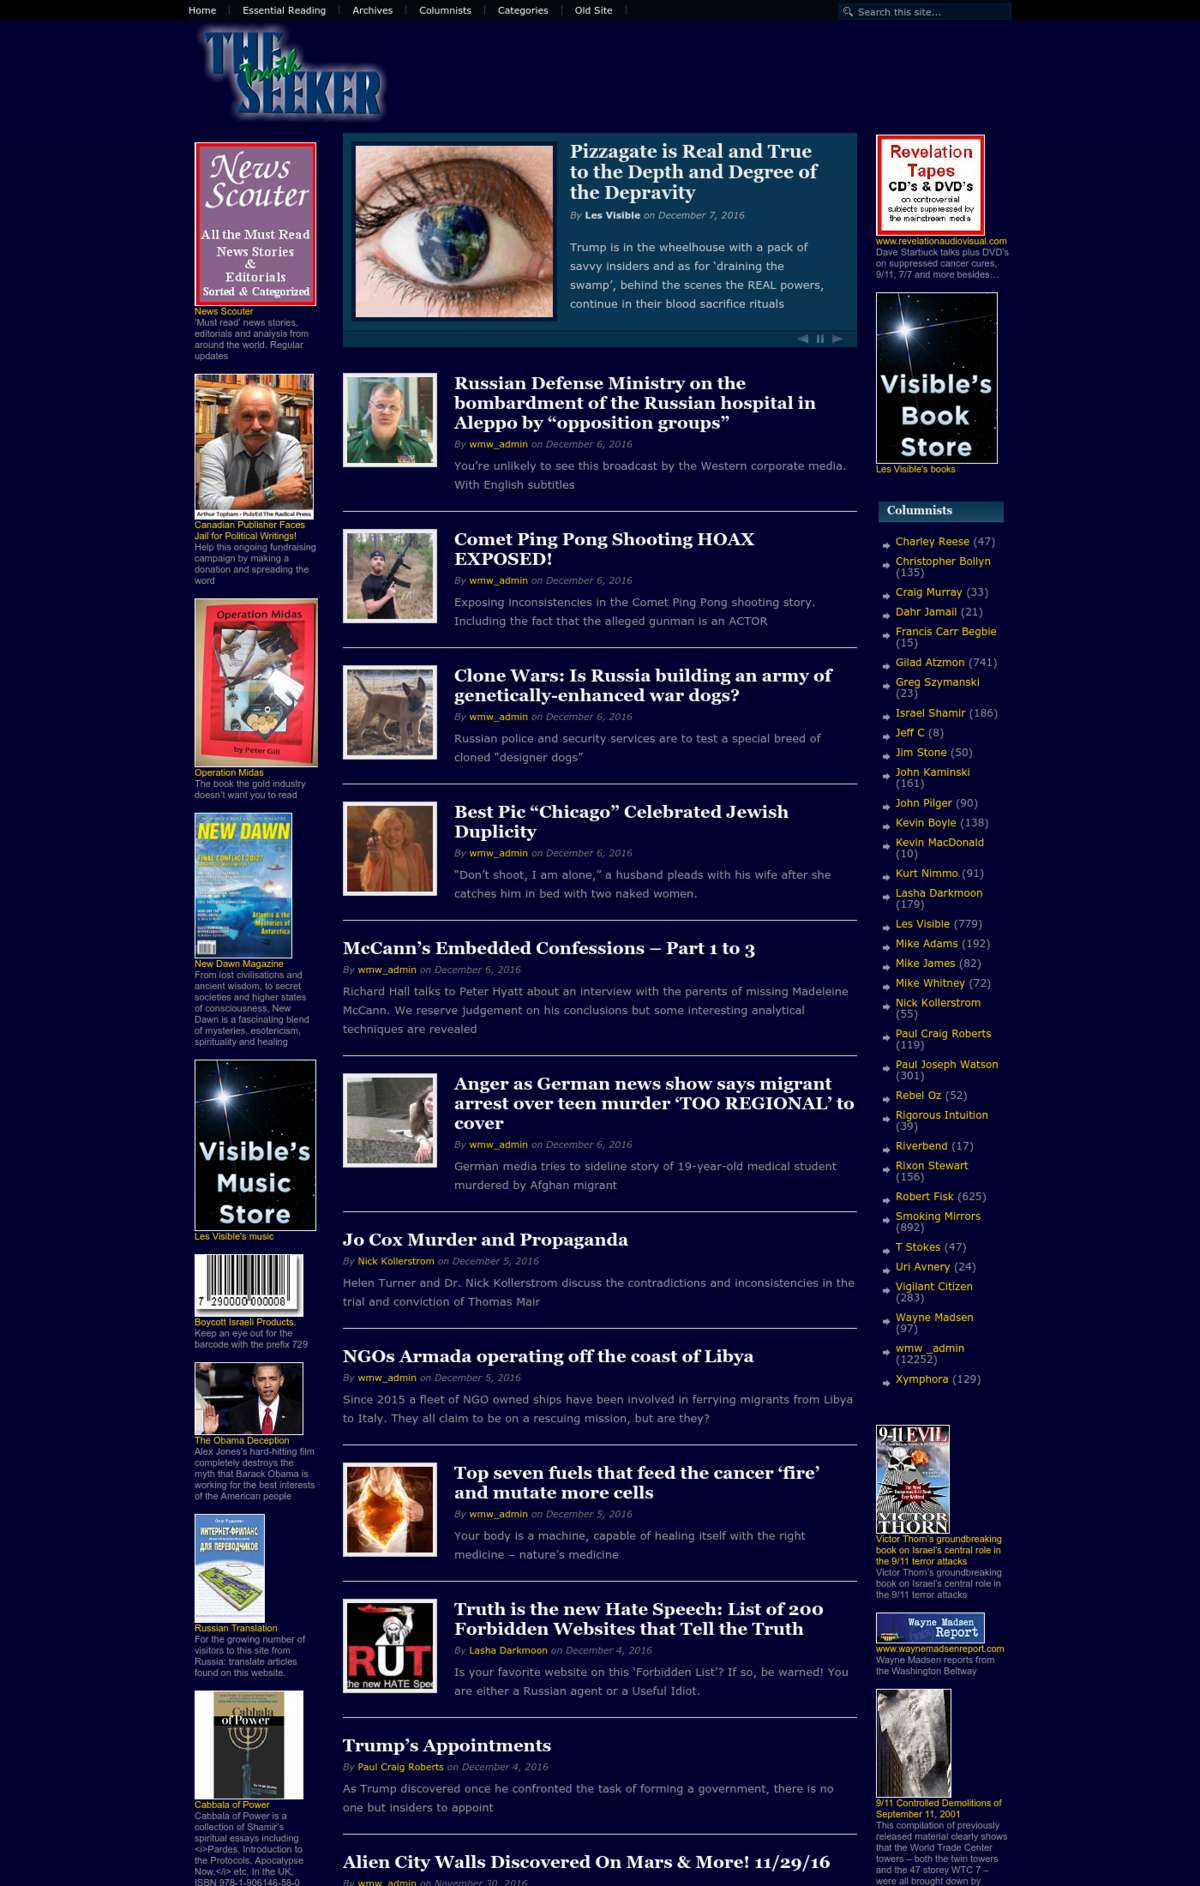 Home
Essential Reading
Archives
Columnists
Categories
Old Site
Search this site...
THE
Truth
SEEKER
News
Scouter
All the Must Read
News Stories
&
Editorials
Sorted & Categorized
News Scouter
'Must read' news stories,
editorials and analysis from
around the world. Regular
updates
Arthur Topham - Pub/Ed The Radical Press
Canadian Publisher Faces
Jail for Political Writings!
Help this ongoing fundraising
campaign by making a
donation and spreading the
word
Operation Midas
by Peter Gill
Operation Midas
The book the gold industry
doesn't want you to read
NEW DAWN
Atlantis & the
Mysteries of
Antarctica
New Dawn Magazine
From lost civilisations and
ancient wisdom, to secret
societies and higher states
of consciousness, New
Dawn is a fascinating blend
of mysteries, esotericism,
spirituality and healing
Visible's
Music
Store
Les Visible's music
7 290000 000008
Boycott Israeli Products.
Keep an eye out for the
barcode with the prefix 729
The Obama Deception
Alex Jones's hard-hitting film
completely destroys the
myth that Barack Obama is
working for the best interests
of the American people
ИНТЕРНЕТ-ФРИЛАНС
ДЛЯ ПЕРЕВОДЧИКОВ
Russian Translation
For the growing number of
visitors to this site from
Russia: translate articles
found on this website.
Cabbala
of Power
Cabbala of Power
Cabbala of Power is a
collection of Shamir's
spiritual essays including
<i>Pardes, Introduction to
the Protocols, Apocalypse
Now,</i> etc. In the UK,
ISBN 978-1-906146-58-0
Pizzagate is Real and True
to the Depth and Degree of
the Depravity
By Les Visible on December 7, 2016
Trump is in the wheelhouse with a pack of
savvy insiders and as for 'draining the
swamp', behind the scenes the REAL powers,
continue in their blood sacrifice rituals
Russian Defense Ministry on the
bombardment of the Russian hospital in
Aleppo by “opposition groups”
By wmw_admin on December 6, 2016
You’re unlikely to see this broadcast by the Western corporate media.
With English subtitles
Comet Ping Pong Shooting HOAX
EXPOSED!
By wmw_admin on December 6, 2016
Exposing inconsistencies in the Comet Ping Pong shooting story.
Including the fact that the alleged gunman is an ACTOR
Clone Wars: Is Russia building an army of
genetically-enhanced war dogs?
By wmw_admin on December 6, 2016
Russian police and security services are to test a special breed of
cloned “designer dogs”
Best Pic “Chicago” Celebrated Jewish
Duplicity
By wmw_admin on December 6, 2016
“Don’t shoot, I am alone,” a husband pleads with his wife after she
catches him in bed with two naked women.
McCann’s Embedded Confessions – Part 1 to 3
By wmw_admin on December 6, 2016
Richard Hall talks to Peter Hyatt about an interview with the parents of missing Madeleine
McCann. We reserve judgement on his conclusions but some interesting analytical
techniques are revealed
Anger as German news show says migrant
arrest over teen murder ‘TOO REGIONAL’ to
cover
By wmw_admin on December 6, 2016
German media tries to sideline story of 19-year-old medical student
murdered by Afghan migrant
Jo Cox Murder and Propaganda
By Nick Kollerstrom on December 5, 2016
Helen Turner and Dr. Nick Kollerstrom discuss the contradictions and inconsistencies in the
trial and conviction of Thomas Mair
NGOs Armada operating off the coast of Libya
By wmw_admin on December 5, 2016
Since 2015 a fleet of NGO owned ships have been involved in ferrying migrants from Libya
to Italy. They all claim to be on a rescuing mission, but are they?
Top seven fuels that feed the cancer ‘fire’
and mutate more cells
By wmw_admin on December 5, 2016
Your body is a machine, capable of healing itself with the right
medicine – nature’s medicine
RUT
the new HATE Spee
Truth is the new Hate Speech: List of 200
Forbidden Websites that Tell the Truth
By Lasha Darkmoon on December 4, 2016
Is your favorite website on this ‘Forbidden List’? If so, be warned! You
are either a Russian agent or a Useful Idiot.
Trump’s Appointments
By Paul Craig Roberts on December 4, 2016
As Trump discovered once he confronted the task of forming a government, there is no
one but insiders to appoint
Alien City Walls Discovered On Mars & More! 11/29/16
By wmw_admin on November 30, 2016
Revelation
Tapes
CD's & DVD's
on controversial
subjects suppressed by
the mainstream media
www.revelationaudiovisual.com
Dave Starbuck talks plus DVD's
on suppressed cancer cures,
9/11, 7/7 and more besides...
Visible's
Book
Store
Les Visible's books
Columnists
Charley Reese (47)
Christopher Bollyn
(135)
Craig Murray (33)
Dahr Jamail (21)
Francis Carr Begbie
(15)
Gilad Atzmon (741)
Greg Szymanski
(23)
Israel Shamir (186)
Jeff C (8)
Jim Stone (50)
John Kaminski
(161)
John Pilger (90)
Kevin Boyle (138)
Kevin MacDonald
(10)
Kurt Nimmo (91)
Lasha Darkmoon
(179)
Les Visible (779)
Mike Adams (192)
Mike James (82)
Mike Whitney (72)
Nick Kollerstrom
(55)
Paul Craig Roberts
(119)
Paul Joseph Watson
(301)
Rebel Oz (52)
Rigorous Intuition
(39)
Riverbend (17)
Rixon Stewart
(156)
Robert Fisk (625)
Smoking Mirrors
(892)
T Stokes (47)
Uri Avnery (24)
Vigilant Citizen
(283)
Wayne Madsen
(97)
wmw _admin
(12252)
Xymphora (129)
9-11 EVIL
VICTOR
THORN
Victor Thorn's groundbreaking
book on Israel's central role in
the 9/11 terror attacks
Victor Thorn's groundbreaking
book on Israel's central role in
the 9/11 terror attacks
Wayne Madsen
Report
www.waynemadsenreport.com
Wayne Madsen reports from
the Washington Beltway
9/11 Controlled Demolitions of
September 11, 2001
This compilation of previously
released material clearly shows
that the World Trade Center
towers – both the twin towers
and the 47 storey WTC 7 –
were all brought down by